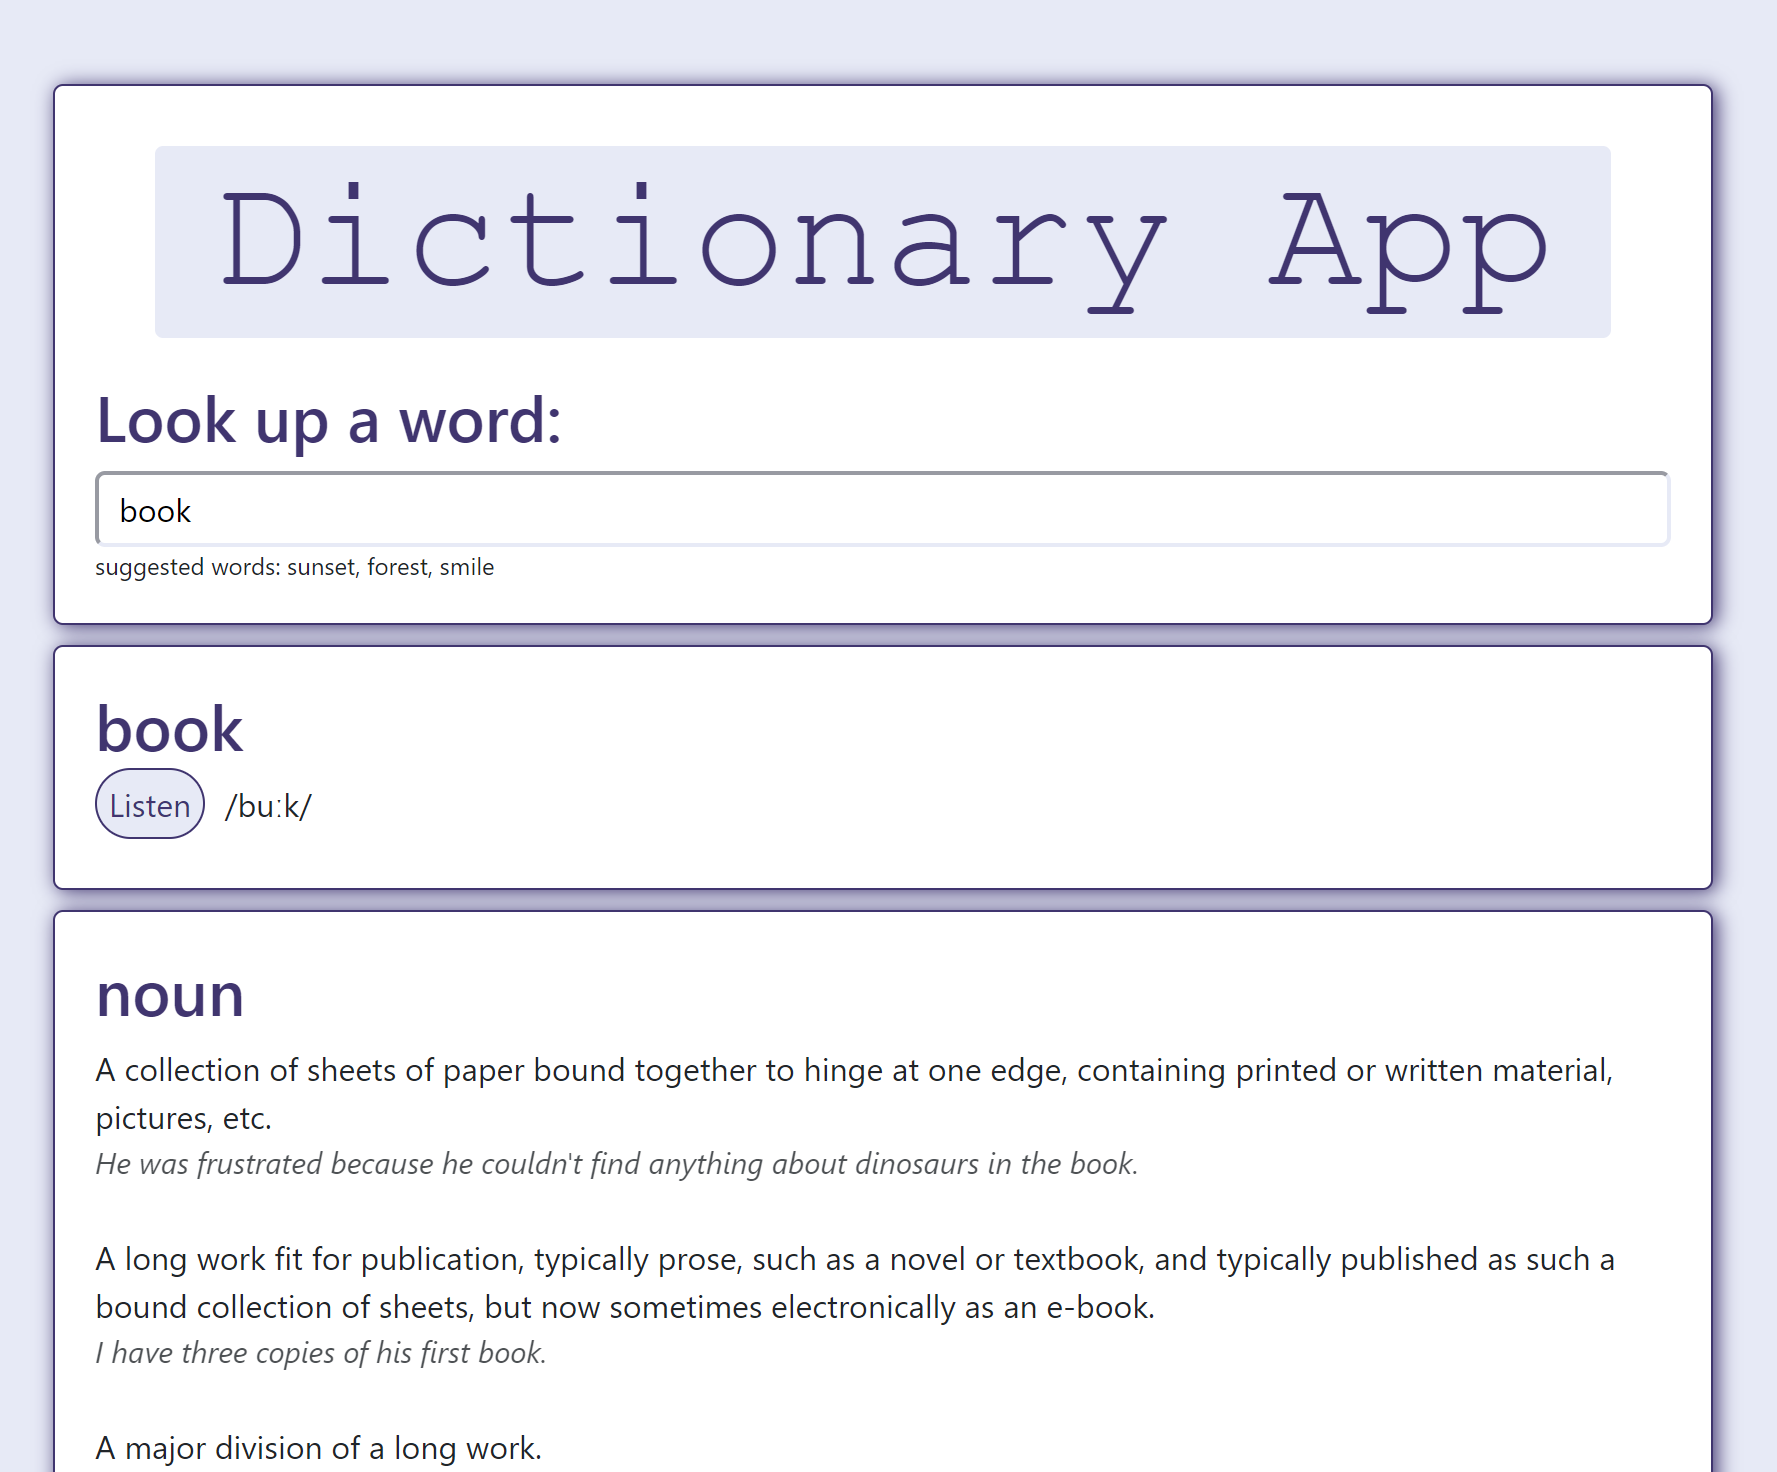 Dictionary App
Look up a word:
book
suggested words: sunset, forest, smile
book
Listen /buːk/
noun
A collection of sheets of paper bound together to hinge at one edge, containing printed or written material,
pictures, etc.
He was frustrated because he couldn't find anything about dinosaurs in the book.
A long work fit for publication, typically prose, such as a novel or textbook, and typically published as such a
bound collection of sheets, but now sometimes electronically as an e-book.
I have three copies of his first book.
A major division of a long work.